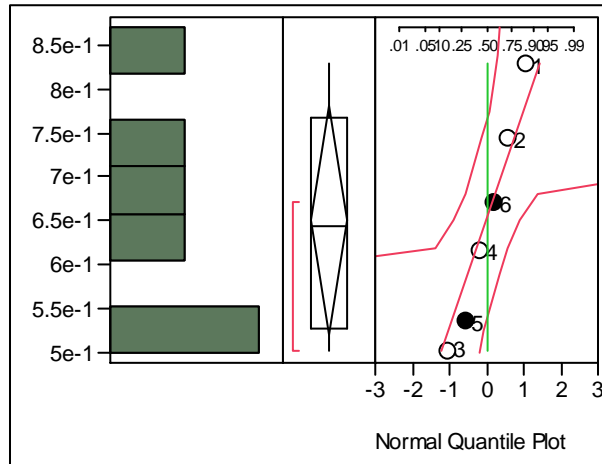 .01 .05.10 .25 .50 .75 .90.95 .99
8.5e-1
8e-1
7.5e-1
7e-1
6.5e-1
6e-1
5.5e-1
5e-1
1
2
6
4
5
3
-3 -2 -1 0 1 2 3
Normal Quantile Plot